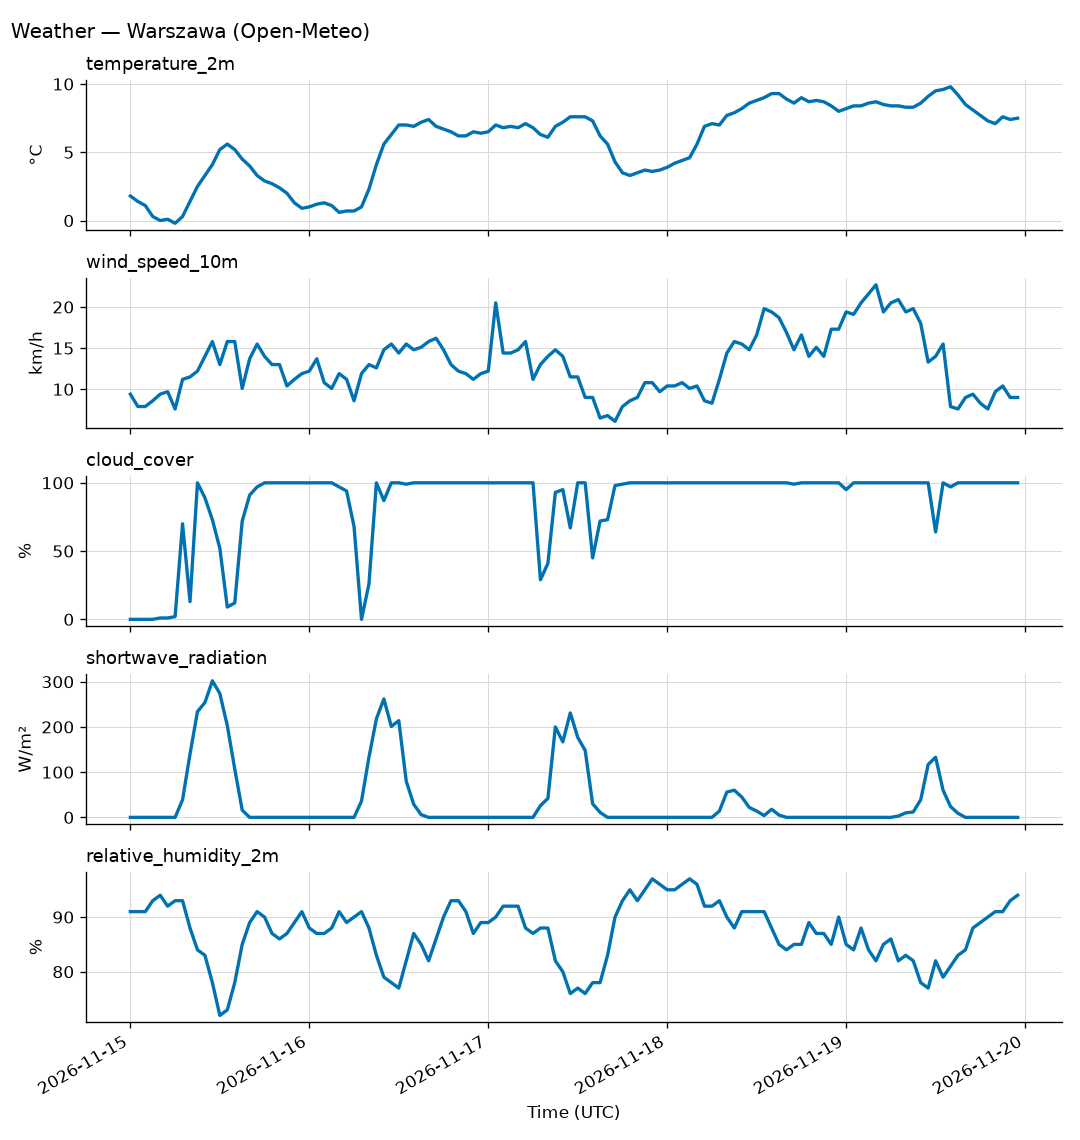 Weather — Warszawa (Open-Meteo)
temperature_2m
10
5
0
°C
wind_speed_10m
20
15
10
km/h
cloud_cover
100
50
0
%
shortwave_radiation
300
200
100
0
W/m²
relative_humidity_2m
90
80
%
2026-11-15
2026-11-16
2026-11-17
2026-11-18
2026-11-19
2026-11-20
Time (UTC)